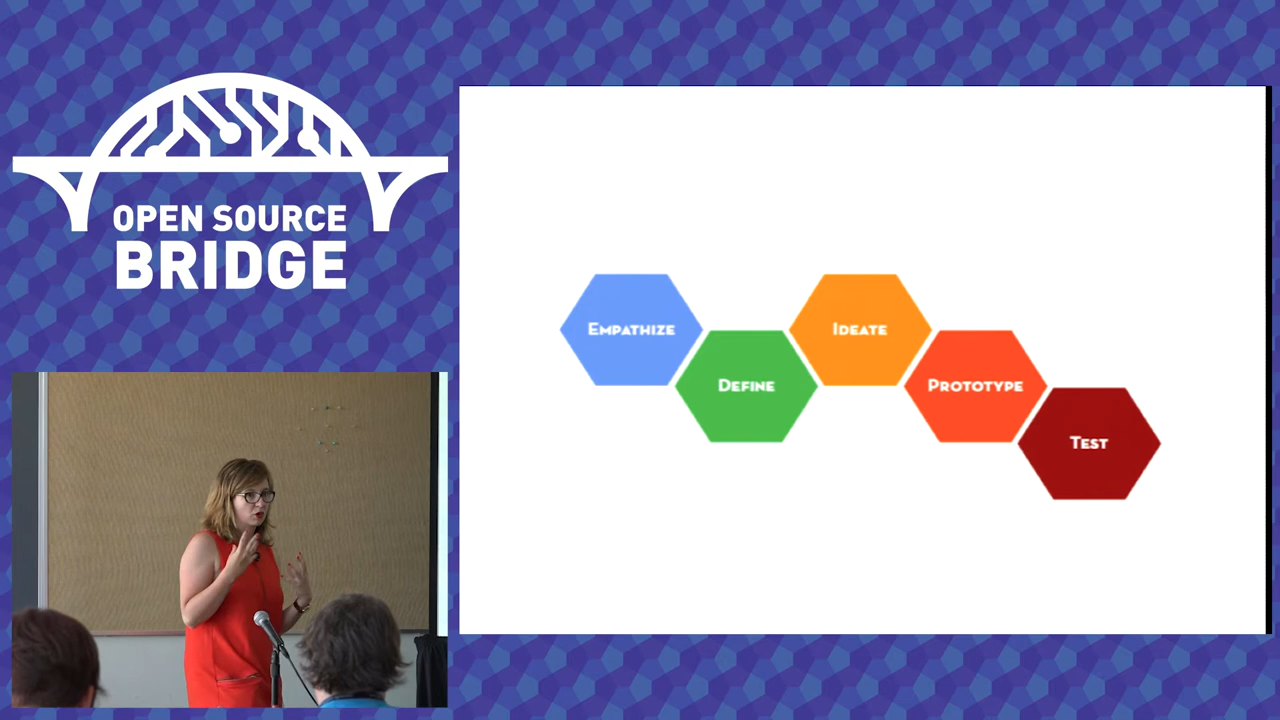 OPEN SOURCE
BRIDGE
EMPATHIZE
DEFINE
IDEATE
PROTOTYPE
TEST